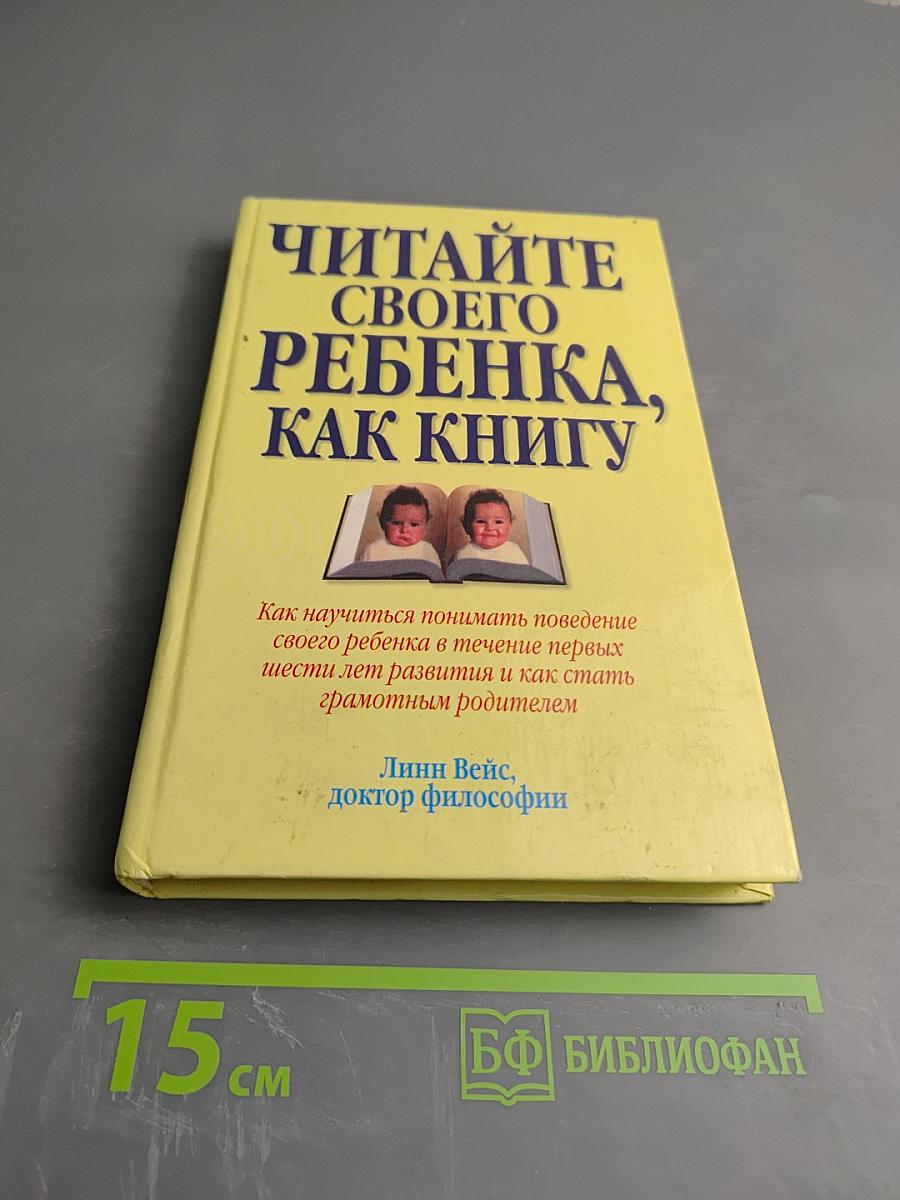 ЧИТАЙТЕ
СВОЕГО
РЕБЕНКА,
КАК КНИГУ
Как научиться понимать поведение
своего ребенка в течение первых
шести лет развития и как стать
грамотным родителем
Линн Вейс,
доктор философии
15 см
БФ БИБЛИОФАН